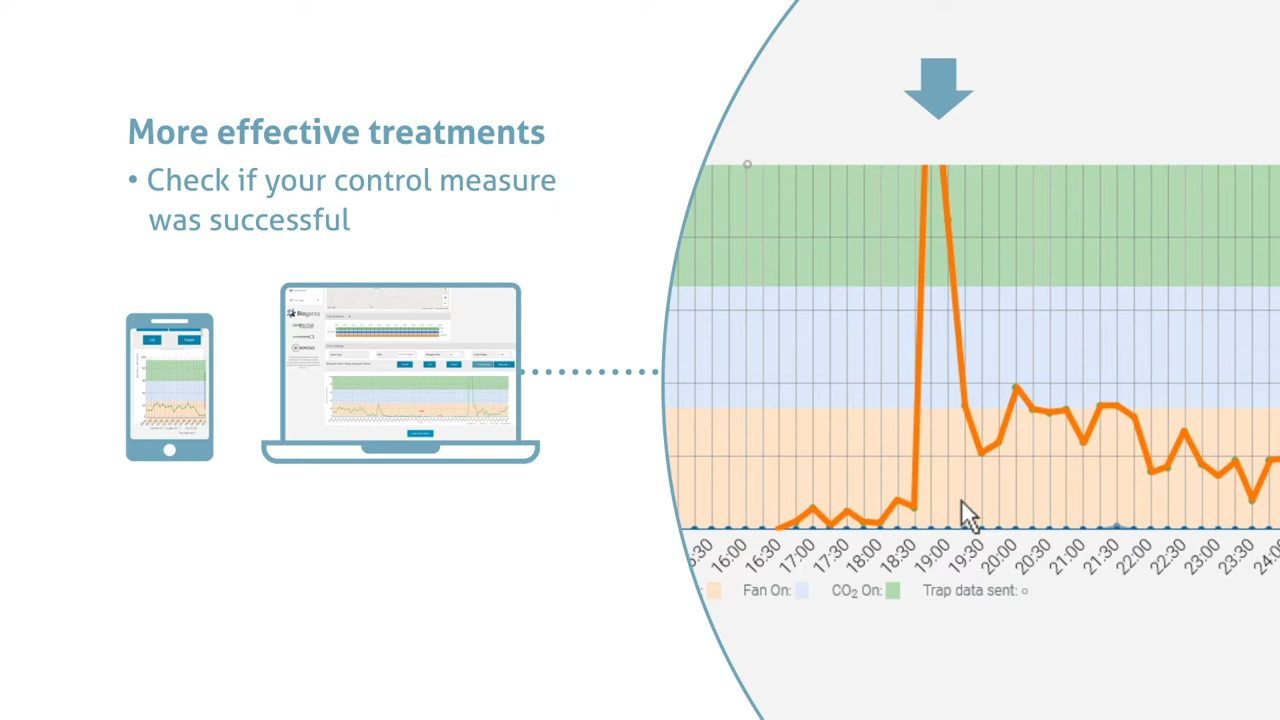 More effective treatments
• Check if your control measure
was successful
Biogents
16:00 16:30 17:00 17:30 18:00 18:30 19:00 19:30 20:00 20:30 21:00 21:30 22:00 22:30 23:00 23:30
Fan On: CO₂ On: Trap data sent: